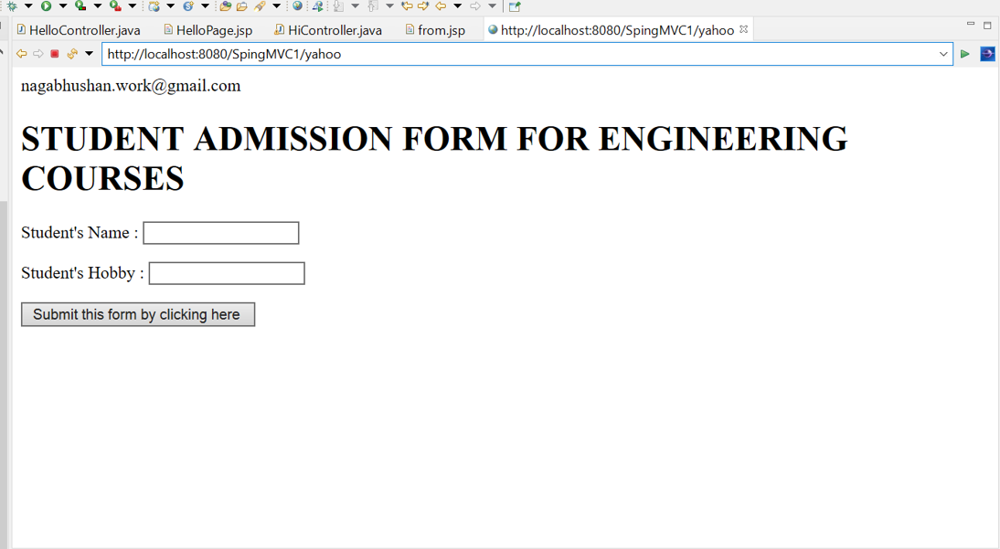 HelloController.java HelloPage.jsp HiController.java from.jsp http://localhost:8080/SpingMVC1/yahoo
http://localhost:8080/SpingMVC1/yahoo
nagabhushan.work@gmail.com
STUDENT ADMISSION FORM FOR ENGINEERING
COURSES
Student's Name :
Student's Hobby :
Submit this form by clicking here